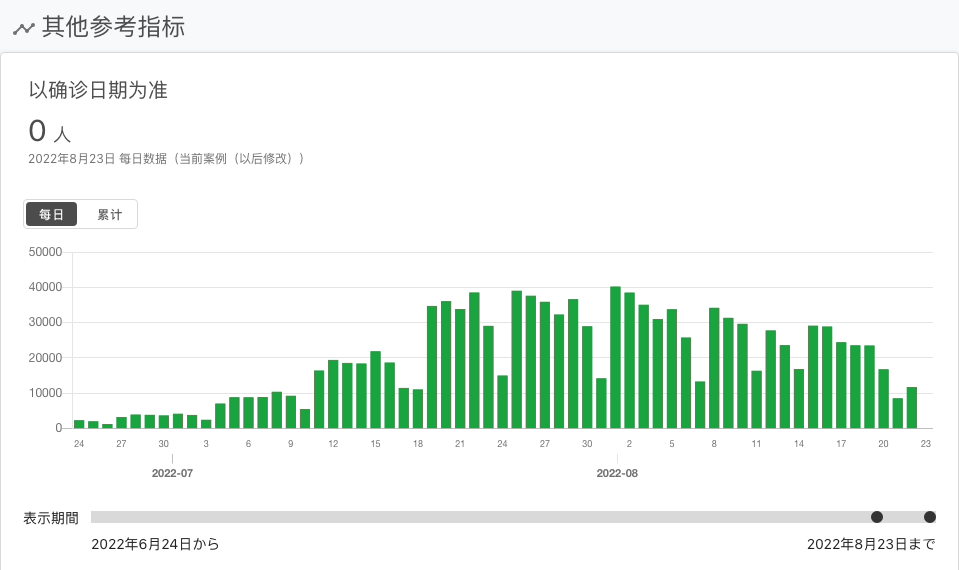 其他参考指标
以确诊日期为准
0 人
2022年8月23日 每日数据（当前案例（以后修改））
每日 累计
50000
40000
30000
20000
10000
0
24 27 30 3 6 9 12 15 18 21 24 27 30 2 5 8 11 14 17 20 23
2022-07 2022-08
表示期間
2022年6月24日から 2022年8月23日まで